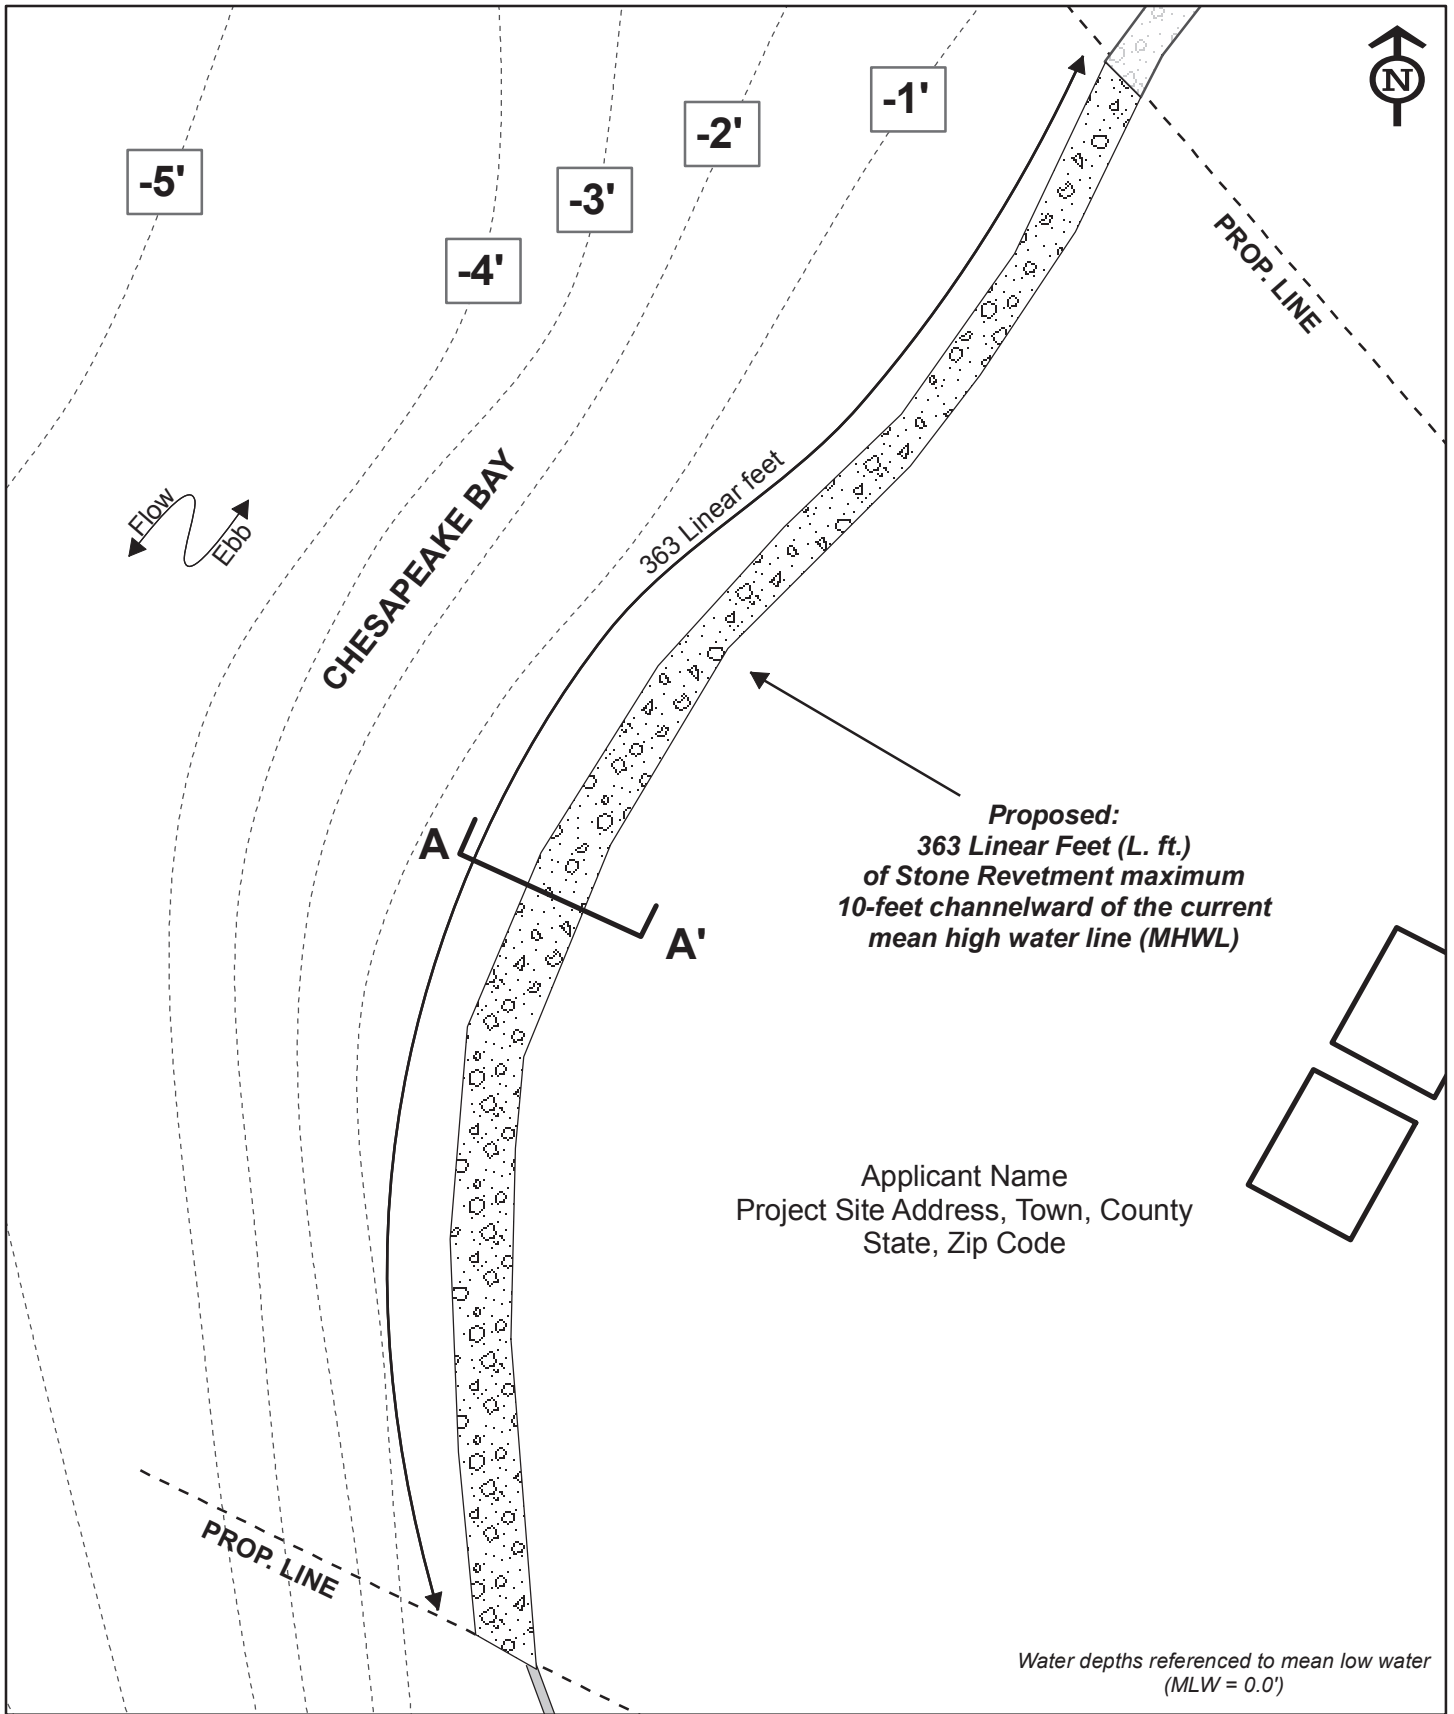 N
-1'
-2'
-5'
-3'
-4'
PROP. LINE
363 Linear feet
CHESAPEAKE BAY
Flow
Ebb
A
A'
Proposed:
363 Linear Feet (L. ft.)
of Stone Revetment maximum
10-feet channelward of the current
mean high water line (MHWL)
Applicant Name
Project Site Address, Town, County
State, Zip Code
PROP. LINE
Water depths referenced to mean low water
(MLW = 0.0')